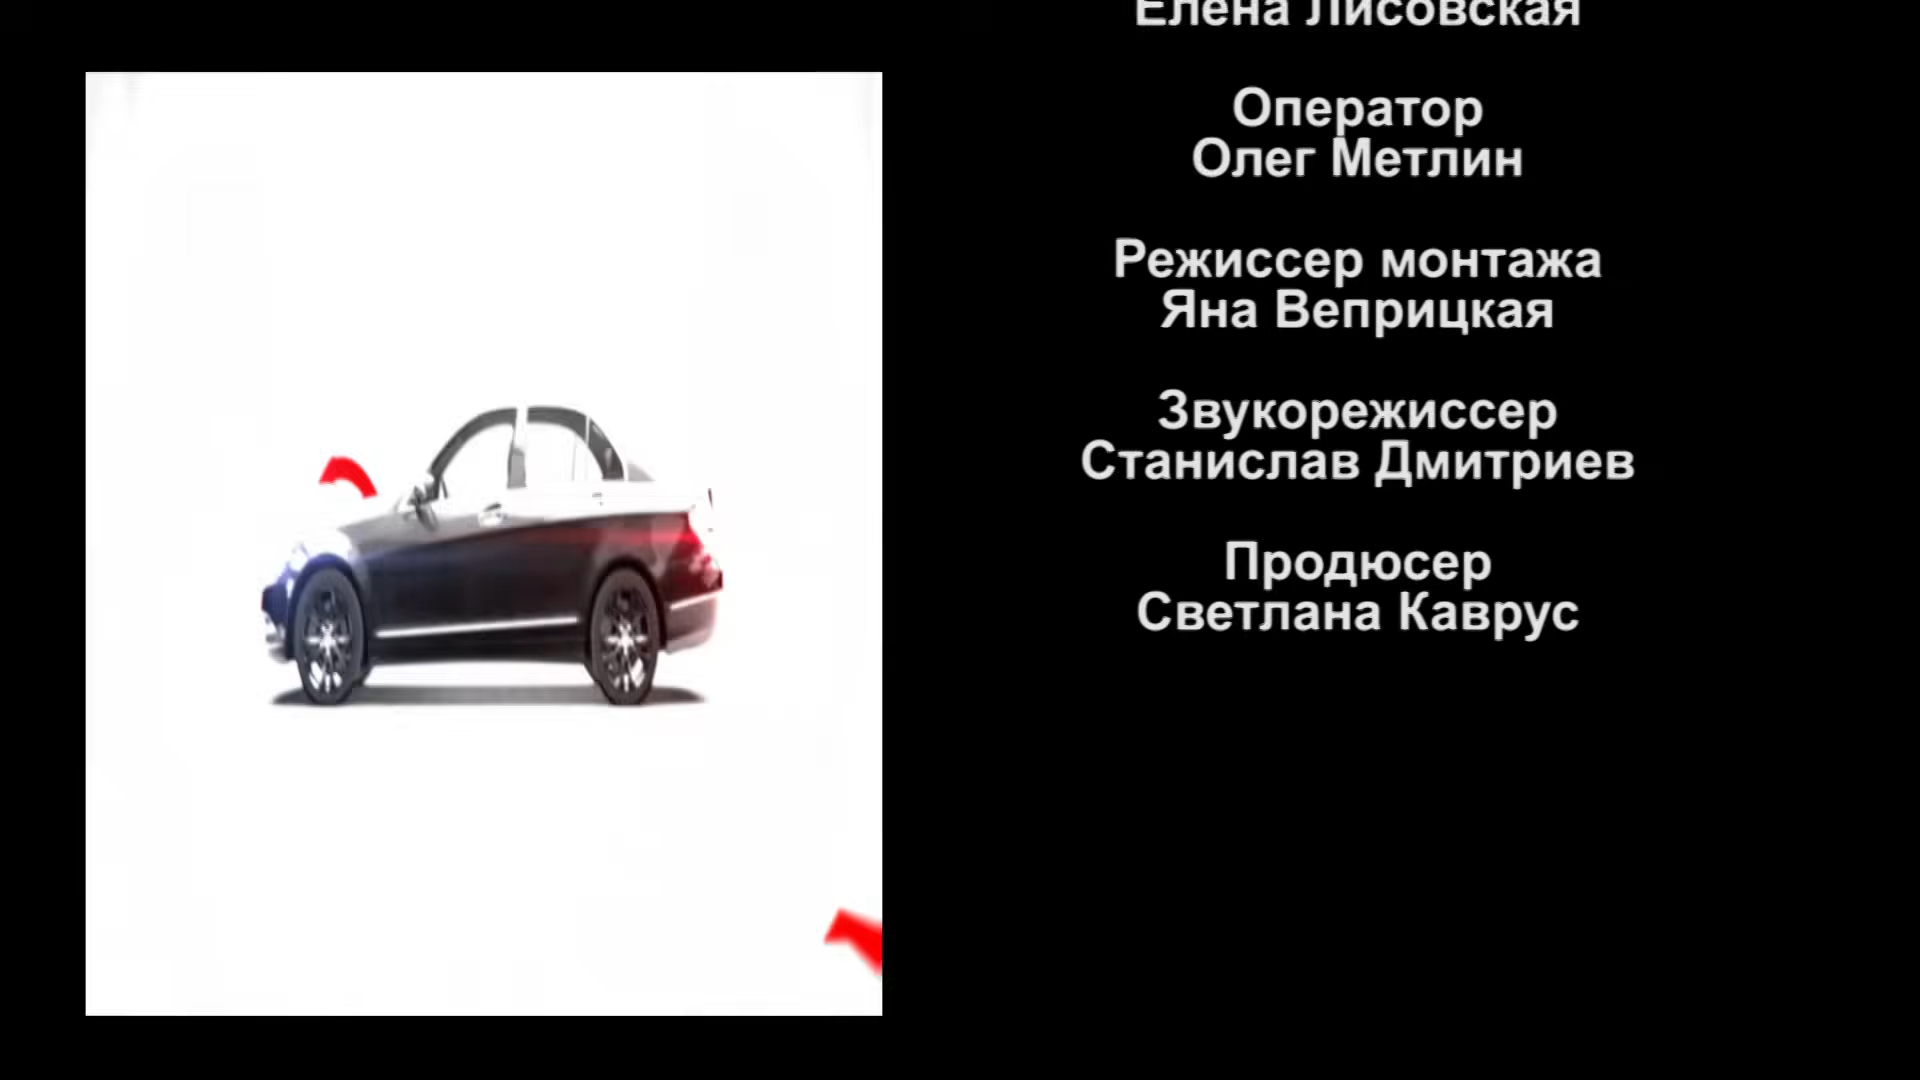 Елена Лисовская
Оператор
Олег Метлин
Режиссер монтажа
Яна Веприцкая
Звукорежиссер
Станислав Дмитриев
Продюсер
Светлана Каврус